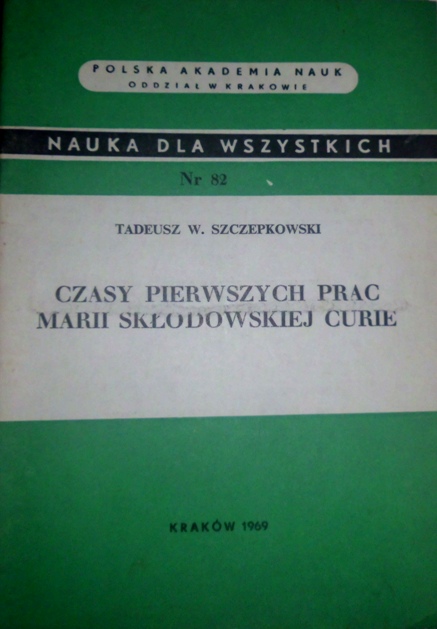 POLSKA AKADEMIA NAUK
ODDZIAŁ W KRAKOWIE
NAUKA DLA WSZYSTKICH
Nr 82
TADEUSZ W. SZCZEPKOWSKI
CZASY PIERWSZYCH PRAC
MARII SKŁODOWSKIEJ CURIE
KRAKÓW 1969